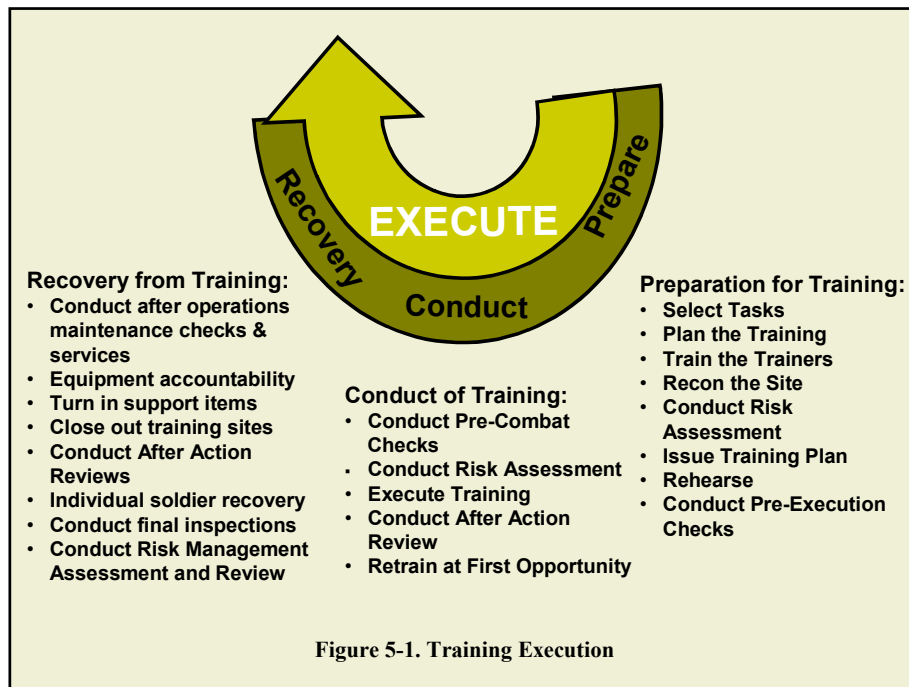 Recovery
EXECUTE
Prepare
Conduct
Recovery from Training:
• Conduct after operations
maintenance checks &
services
• Equipment accountability
• Turn in support items
• Close out training sites
• Conduct After Action
Reviews
• Individual soldier recovery
• Conduct final inspections
• Conduct Risk Management
Assessment and Review
Conduct of Training:
• Conduct Pre-Combat
Checks
▪ Conduct Risk Assessment
• Execute Training
• Conduct After Action
Review
• Retrain at First Opportunity
Preparation for Training:
• Select Tasks
• Plan the Training
• Train the Trainers
• Recon the Site
• Conduct Risk
Assessment
• Issue Training Plan
• Rehearse
• Conduct Pre-Execution
Checks
Figure 5-1. Training Execution